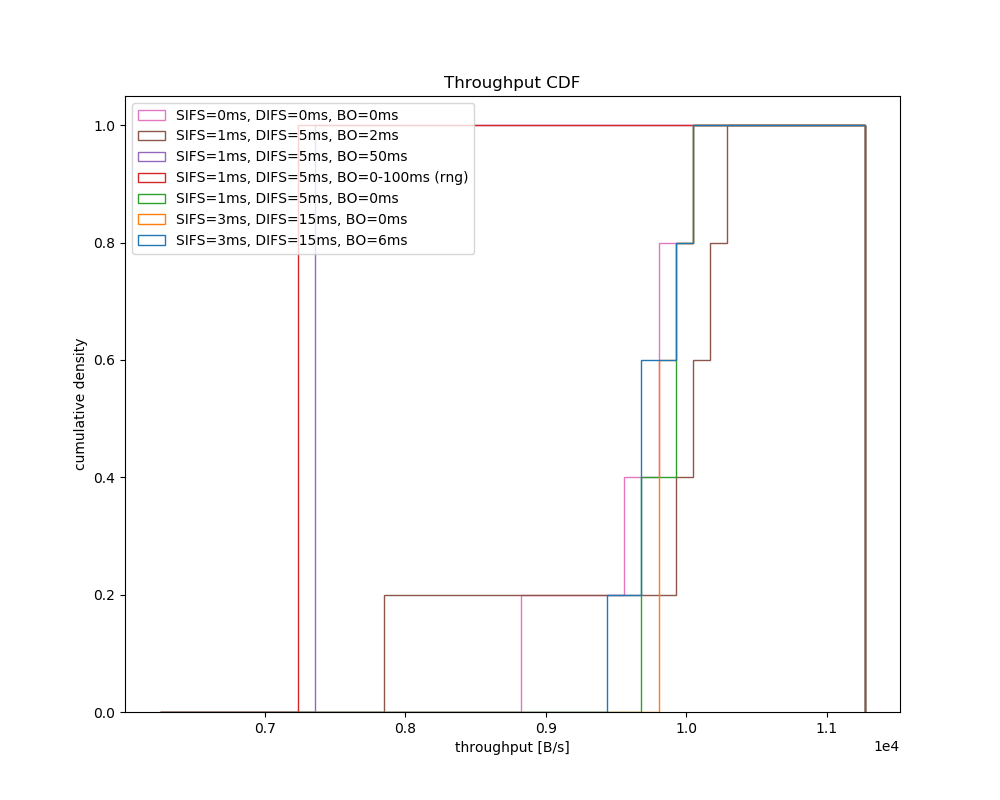 Throughput CDF
SIFS=0ms, DIFS=0ms, BO=0ms
SIFS=1ms, DIFS=5ms, BO=2ms
SIFS=1ms, DIFS=5ms, BO=50ms
SIFS=1ms, DIFS=5ms, BO=0-100ms (rng)
SIFS=1ms, DIFS=5ms, BO=0ms
SIFS=3ms, DIFS=15ms, BO=0ms
SIFS=3ms, DIFS=15ms, BO=6ms
1.0
0.8
0.6
0.4
0.2
0.0
cumulative density
0.7 0.8 0.9 1.0 1.1
1e4
throughput [B/s]